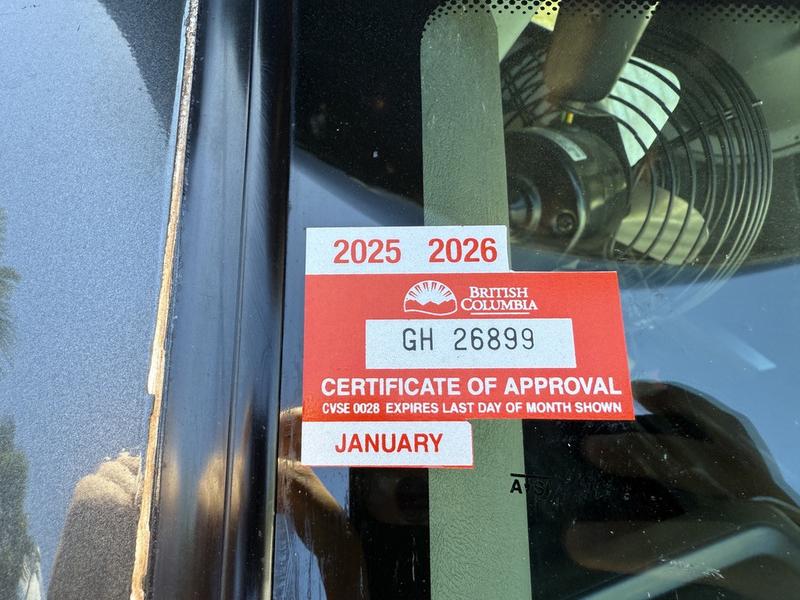 2025 2026
BRITISH
COLUMBIA
GH 26899
CERTIFICATE OF APPROVAL
CVSE 0028 EXPIRES LAST DAY OF MONTH SHOWN
JANUARY